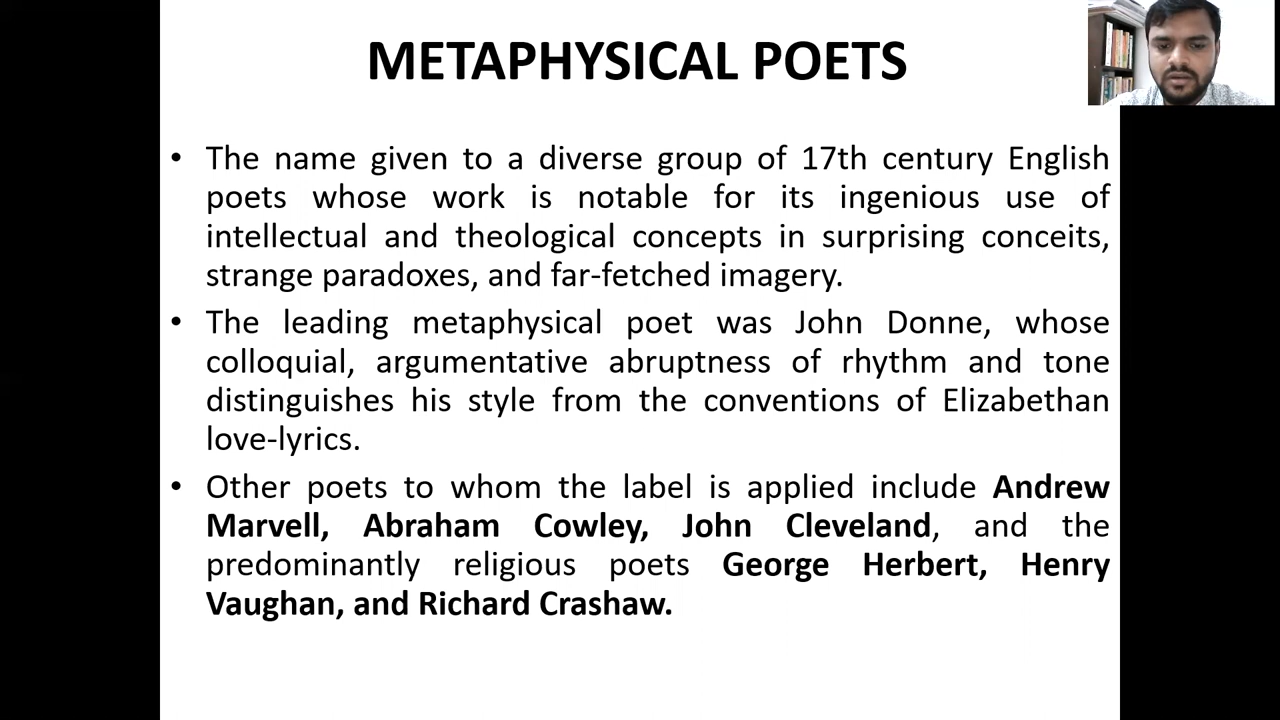 METAPHYSICAL POETS
• The name given to a diverse group of 17th century English
poets whose work is notable for its ingenious use of
intellectual and theological concepts in surprising conceits,
strange paradoxes, and far-fetched imagery.
• The leading metaphysical poet was John Donne, whose
colloquial, argumentative abruptness of rhythm and tone
distinguishes his style from the conventions of Elizabethan
love-lyrics.
• Other poets to whom the label is applied include Andrew
Marvell, Abraham Cowley, John Cleveland, and the
predominantly religious poets George Herbert, Henry
Vaughan, and Richard Crashaw.